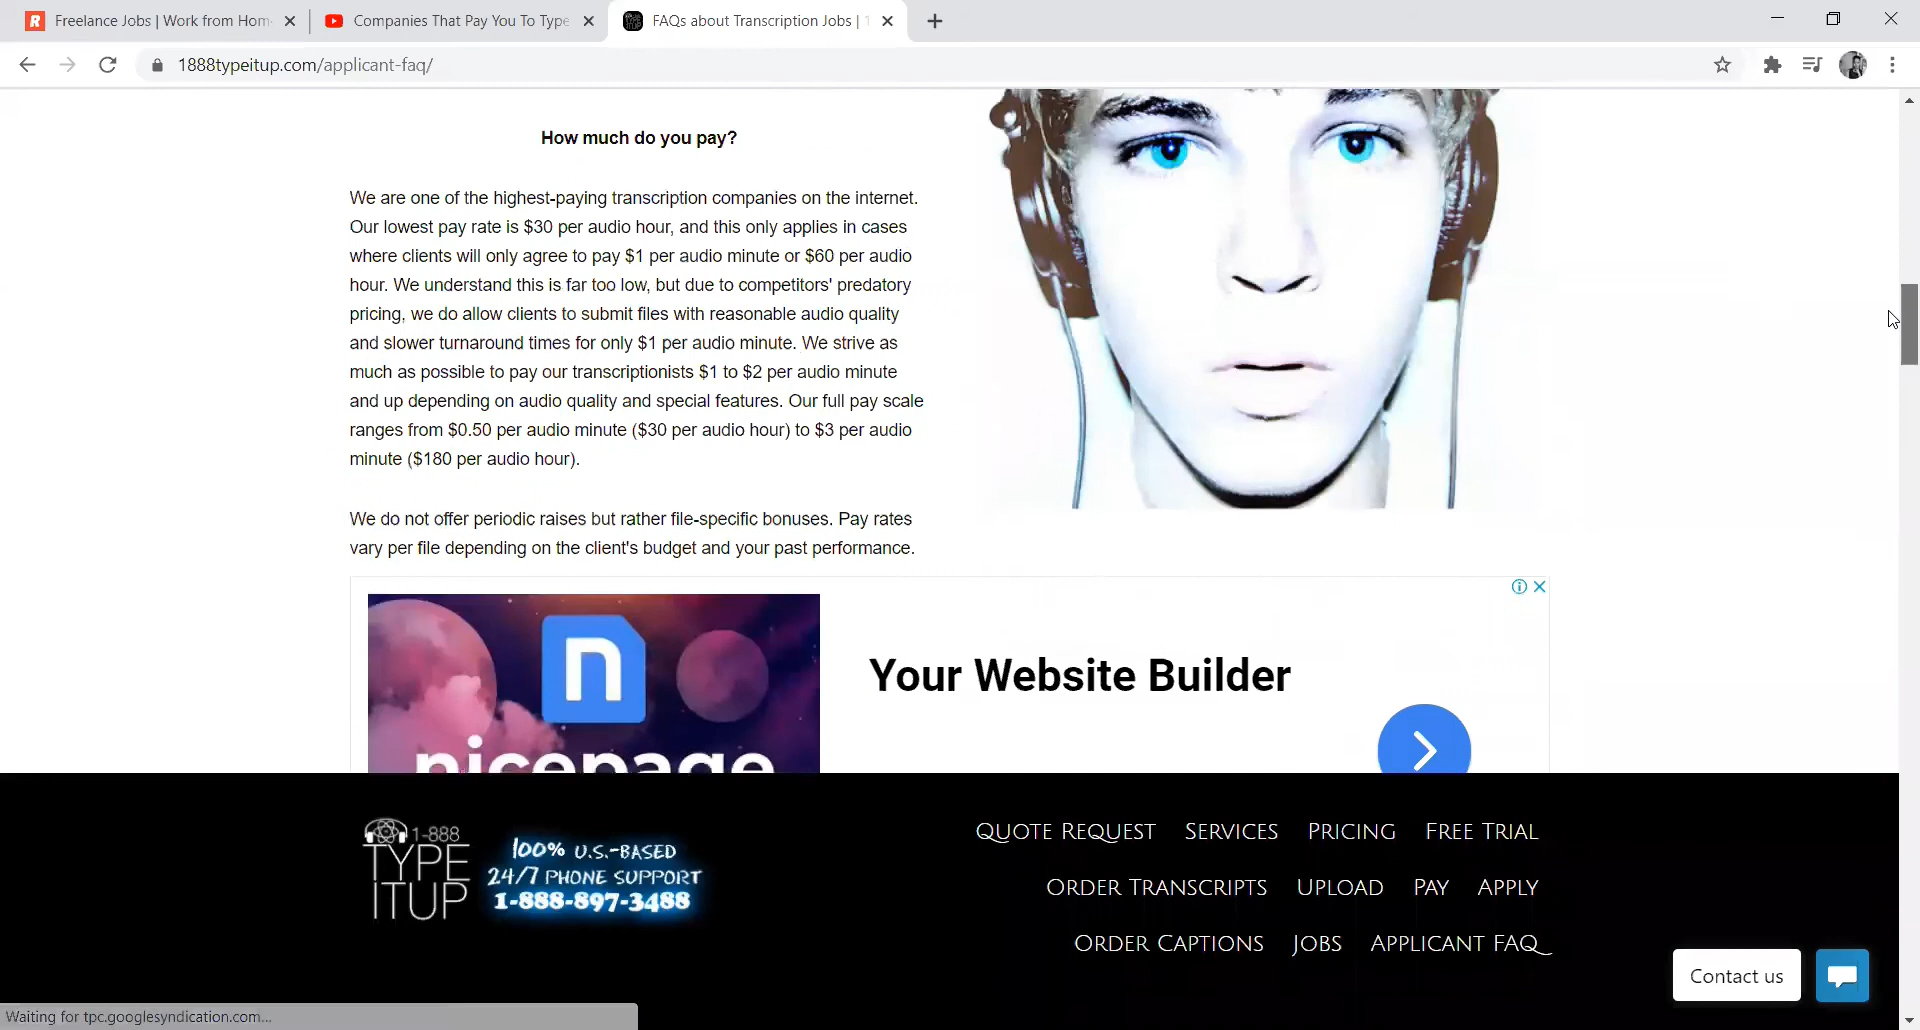 Freelance Jobs | Work from Hom
Companies That Pay You To Type
FAQs about Transcription Jobs |
1888typeitup.com/applicant-faq/
How much do you pay?
We are one of the highest-paying transcription companies on the internet.
Our lowest pay rate is $30 per audio hour, and this only applies in cases
where clients will only agree to pay $1 per audio minute or $60 per audio
hour. We understand this is far too low, but due to competitors' predatory
pricing, we do allow clients to submit files with reasonable audio quality
and slower turnaround times for only $1 per audio minute. We strive as
much as possible to pay our transcriptionists $1 to $2 per audio minute
and up depending on audio quality and special features. Our full pay scale
ranges from $0.50 per audio minute ($30 per audio hour) to $3 per audio
minute ($180 per audio hour).
We do not offer periodic raises but rather file-specific bonuses. Pay rates
vary per file depending on the client's budget and your past performance.
n
nicepage
Your Website Builder
1-888
TYPE
ITUP
100% U.S.-BASED
24/7 PHONE SUPPORT
1-888-897-3488
QUOTE REQUEST SERVICES PRICING FREE TRIAL
ORDER TRANSCRIPTS UPLOAD PAY APPLY
ORDER CAPTIONS JOBS APPLICANT FAQ
Contact us
Waiting for tpc.googlesyndication.com...